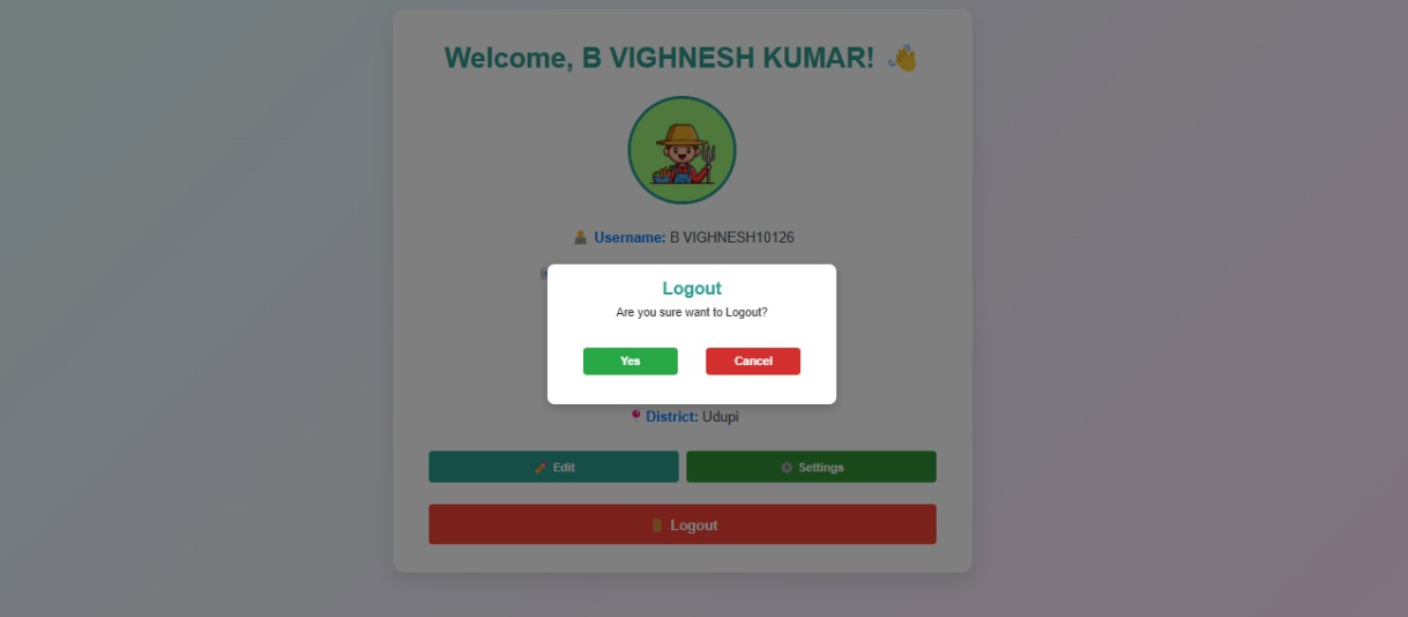 Welcome, B VIGHNESH KUMAR! 👋
Username: B VIGHNESH10126
Logout
Are you sure want to Logout?
Yes
Cancel
District: Udupi
Edit
Settings
Logout